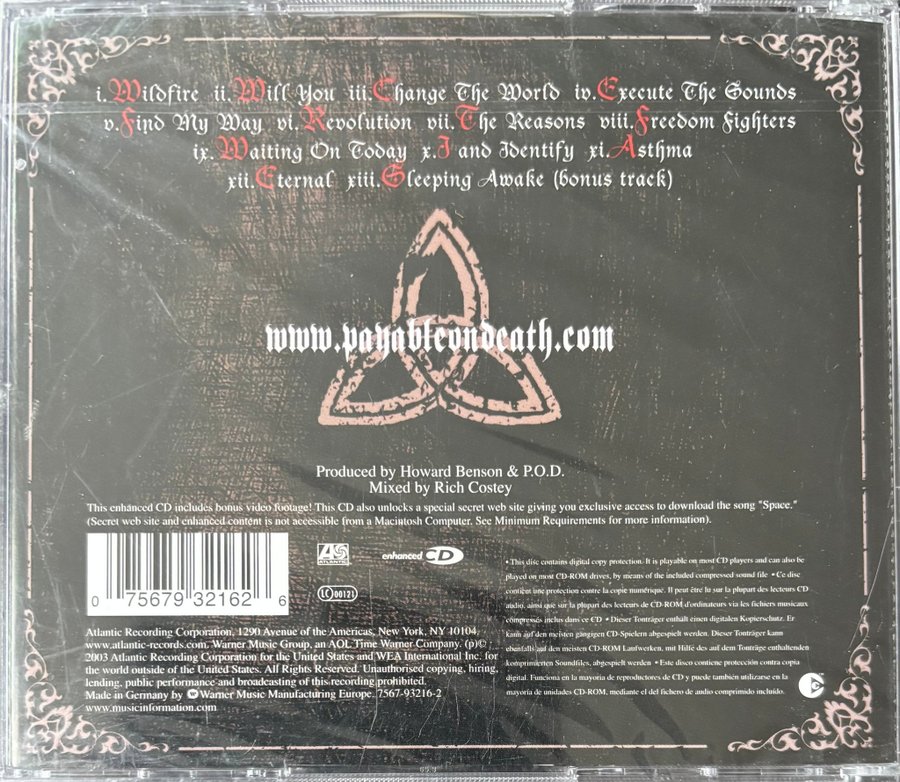 i. Wildfire ii. Will You iii. Change The World iv. Execute The Sounds
v. Find My Way vi. Revolution vii. The Reasons viii. Freedom Fighters
ix. Waiting On Today x. I and Identify xi. Asthma
xii. Eternal xiii. Sleeping Awake (bonus track)
www.payableondeath.com
Produced by Howard Benson & P.O.D.
Mixed by Rich Costey
This enhanced CD includes bonus video footage! This CD also unlocks a special secret web site giving you exclusive access to download the song "Space."
(Secret web site and enhanced content is not accessible from a Macintosh Computer. See Minimum Requirements for more information).
0 75679 32162 6
ATLANTIC
enhanced CD
LC 00121
Atlantic Recording Corporation, 1290 Avenue of the Americas, New York, NY 10104.
www.atlantic-records.com. Warner Music Group, an AOL Time Warner Company. (p)©
2003 Atlantic Recording Corporation for the United States and WEA International Inc. for
the world outside of the United States. All Rights Reserved. Unauthorised copying, hiring,
lending, public performance and broadcasting of this recording prohibited.
Made in Germany by Warner Music Manufacturing Europe. 7567-93216-2
www.musicinformation.com
• This disc contains digital copy protection. It is playable on most CD players and can also be
played on most CD-ROM drives, by means of the included compressed sound file • Ce disc
contient une protection contre la copie numérique. Il peut être lu sur la plupart des lecteurs CD
audio, ainsi que sur la plupart des lecteurs de CD-ROM d'ordinateurs via les fichiers musicaux
compressés inclus dans ce CD • Dieser Tonträger enthält einen digitalen Kopierschutz. Er
kann auf den meisten gängigen CD-Spielern abgespielt werden. Dieser Tonträger kann
ebenfalls auf den meisten CD-ROM Laufwerken, mit Hilfe des auf dem Tonträger enthaltenden
komprimierten Soundfiles, abgespielt werden • Este disco contiene protección contra copia
digital. Funciona en la mayoría de reproductores de CD y puede también utilizarse en la
mayoría de unidades CD-ROM, mediante el del fichero de audio comprimido incluido.